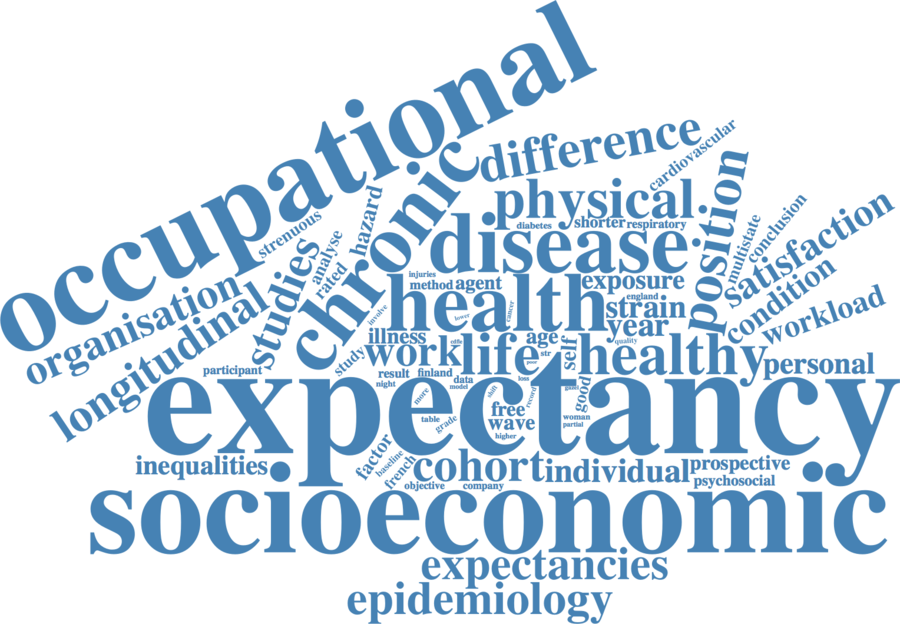 occupational
difference
cardiovascular
chronic
physical
position
strenuous
hazard
diabetes
shorter
respiratory
disease
multistate
conclusion
satisfaction
studies
analyse
rated
organisation
longitudinal
injuries
method
agent
exposure
england
condition
health
involve
lower
cancer
strain
year
workload
illness
age
quality
self
study
work
life
str
healthy
personal
participant
result
finland
night
data
model
poor
loss
expectancy
more
shift
record
gazel
good
free
woman
table
grade
wave
partial
higher
factor
baseline
french
inequalities
cohort
individual
prospective
psychosocial
objective
company
socioeconomic
expectancies
epidemiology